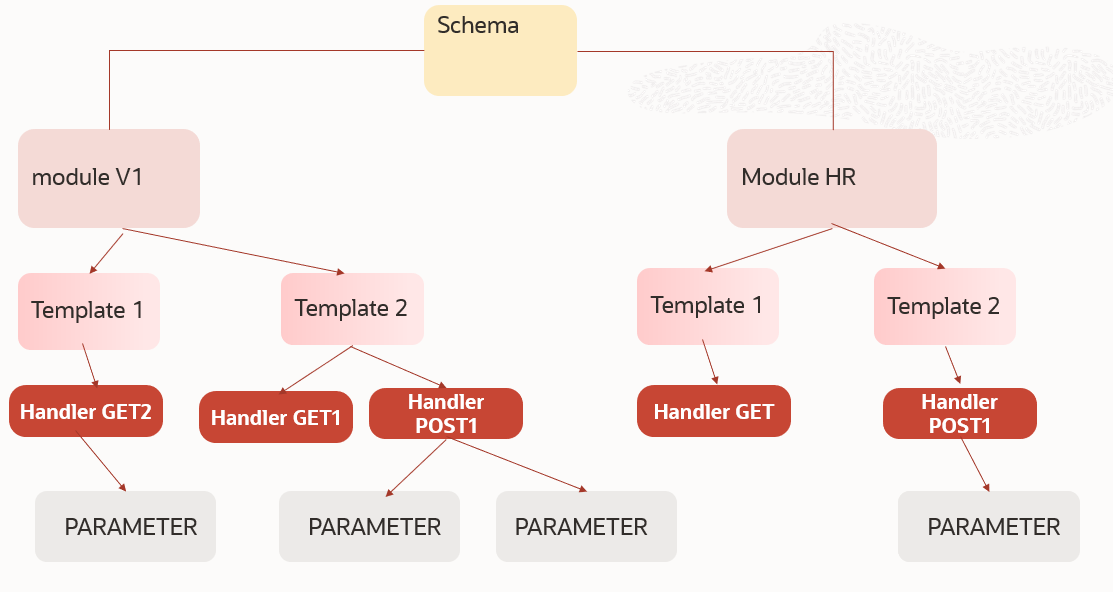 Schema
module V1
Module HR
Template 1
Template 2
Template 1
Template 2
Handler GET2
Handler GET1
Handler
POST1
Handler GET
Handler
POST1
PARAMETER
PARAMETER
PARAMETER
PARAMETER